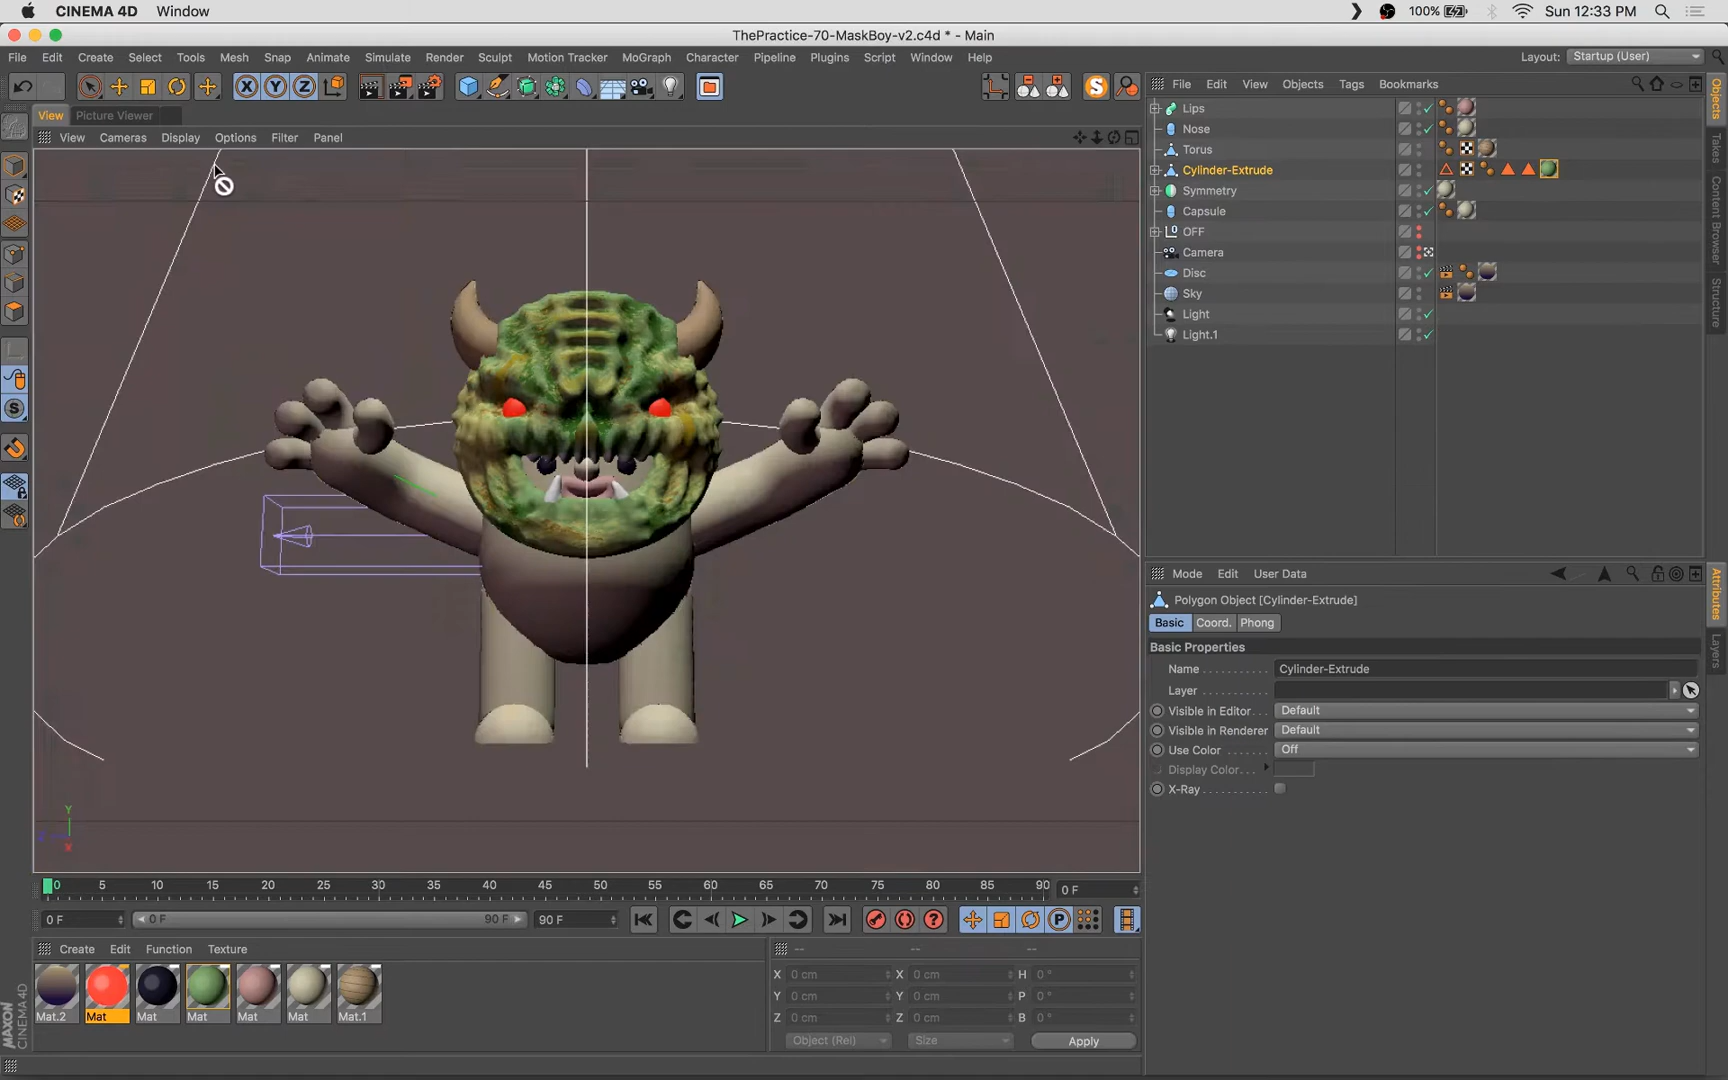 CINEMA 4D Window
100% Sun 12:33 PM
ThePractice-70-MaskBoy-v2.c4d * - Main
File Edit Create Select Tools Mesh Snap Animate Simulate Render Sculpt Motion Tracker MoGraph Character Pipeline Plugins Script Window Help
Layout: Startup (User)
X Y Z
File Edit View Objects Tags Bookmarks
View Picture Viewer
View Cameras Display Options Filter Panel
Lips
Nose
Torus
Cylinder-Extrude
Symmetry
Capsule
OFF
Camera
Disc
Sky
Light
Light.1
Objects
Takes
Content Browser
Structure
Mode Edit User Data
Polygon Object [Cylinder-Extrude]
Basic Coord. Phong
Basic Properties
Name Cylinder-Extrude
Layer
Visible in Editor Default
Visible in Renderer Default
Use Color Off
Display Color
X-Ray
Attributes
Layers
Y
0 5 10 15 20 25 30 35 40 45 50 55 60 65 70 75 80 85 90 0 F
0 F 0 F 90 F 90 F
Create Edit Function Texture
-- -- --
X 0 cm X 0 cm H 0 °
Y 0 cm Y 0 cm P 0 °
Z 0 cm Z 0 cm B 0 °
Object (Rel) Size Apply
Mat.2 Mat Mat Mat Mat Mat Mat.1
MAXON
CINEMA 4D